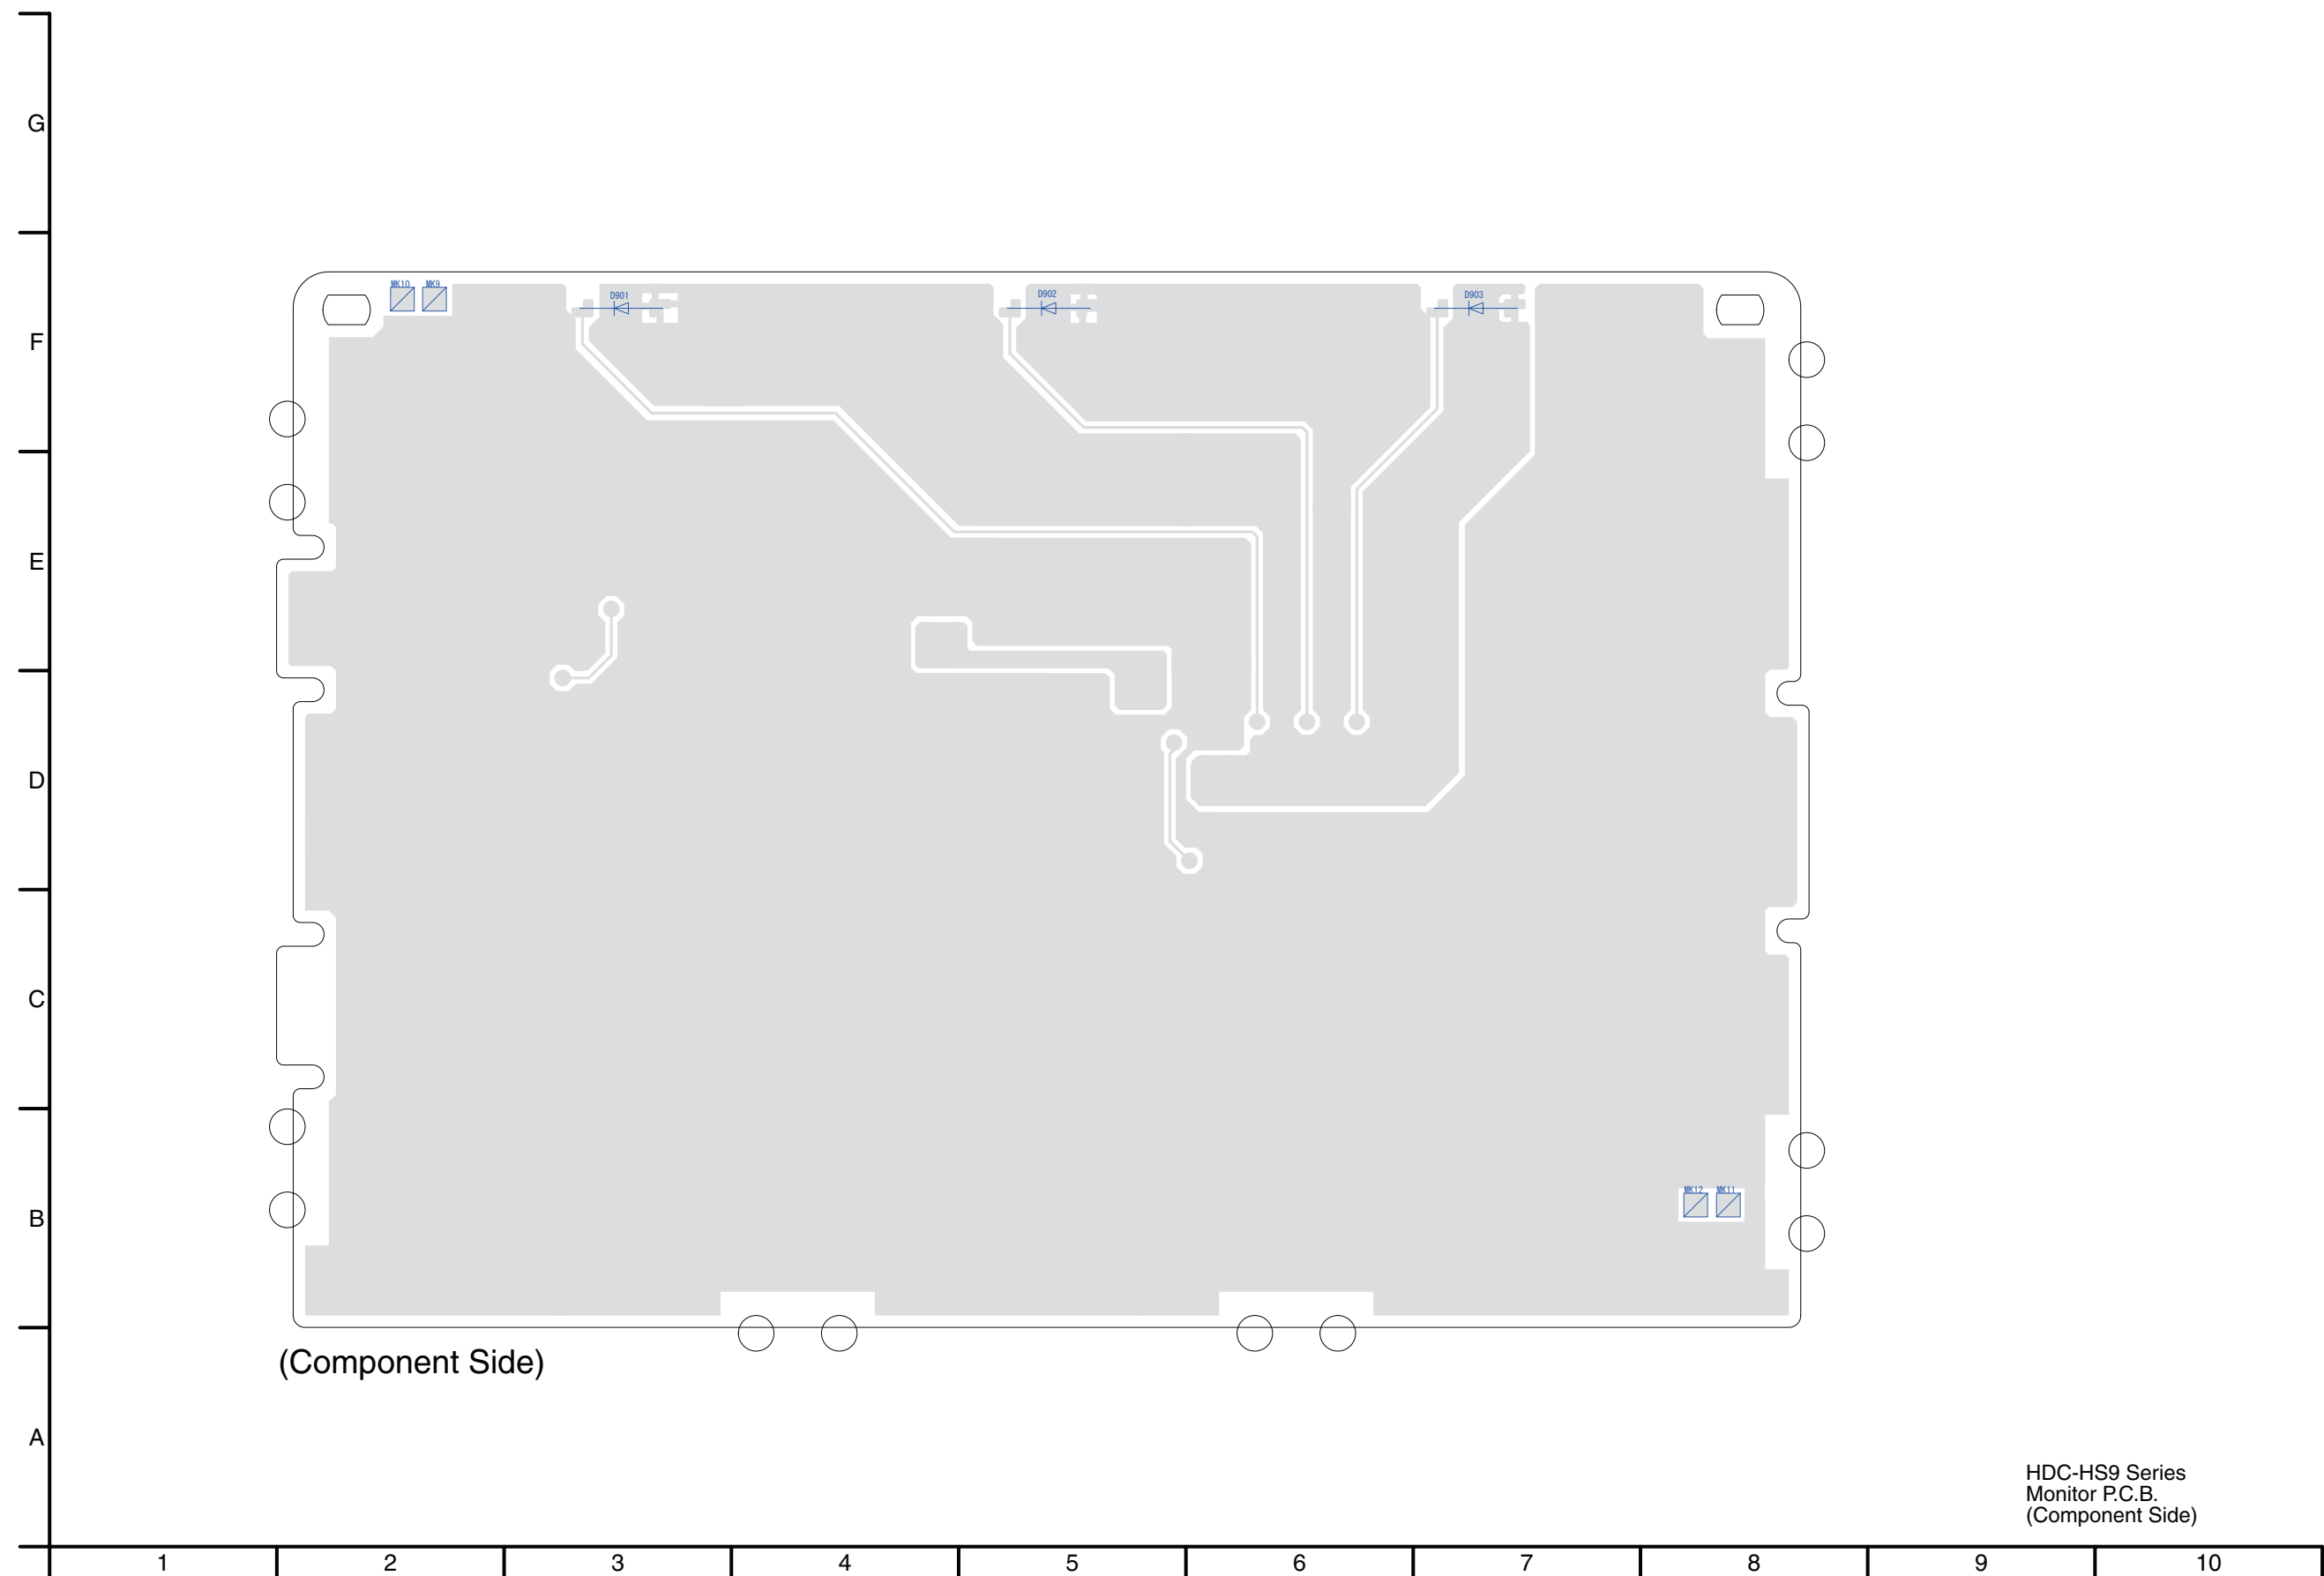 G
MK10 MK9 D901 D902 D903
F
E
D
C
MK12 MK11
B
(Component Side)
A
HDC-HS9 Series
Monitor P.C.B.
(Component Side)
1 2 3 4 5 6 7 8 9 10